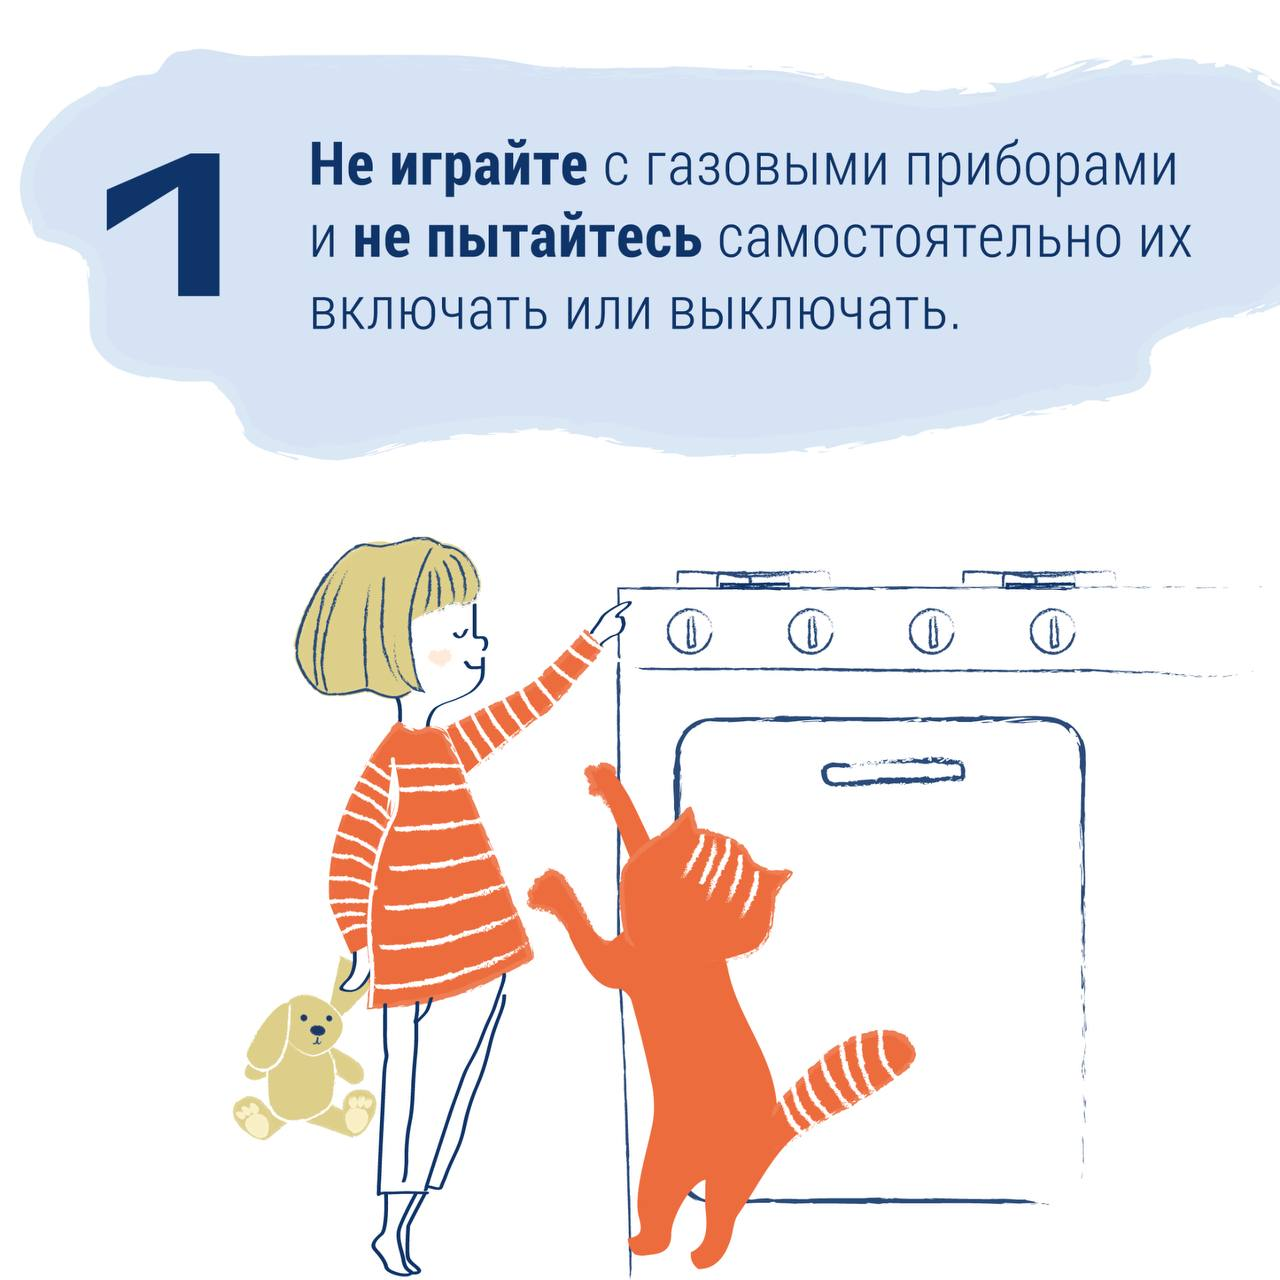 1
Не играйте с газовыми приборами
и не пытайтесь самостоятельно их
включать или выключать.